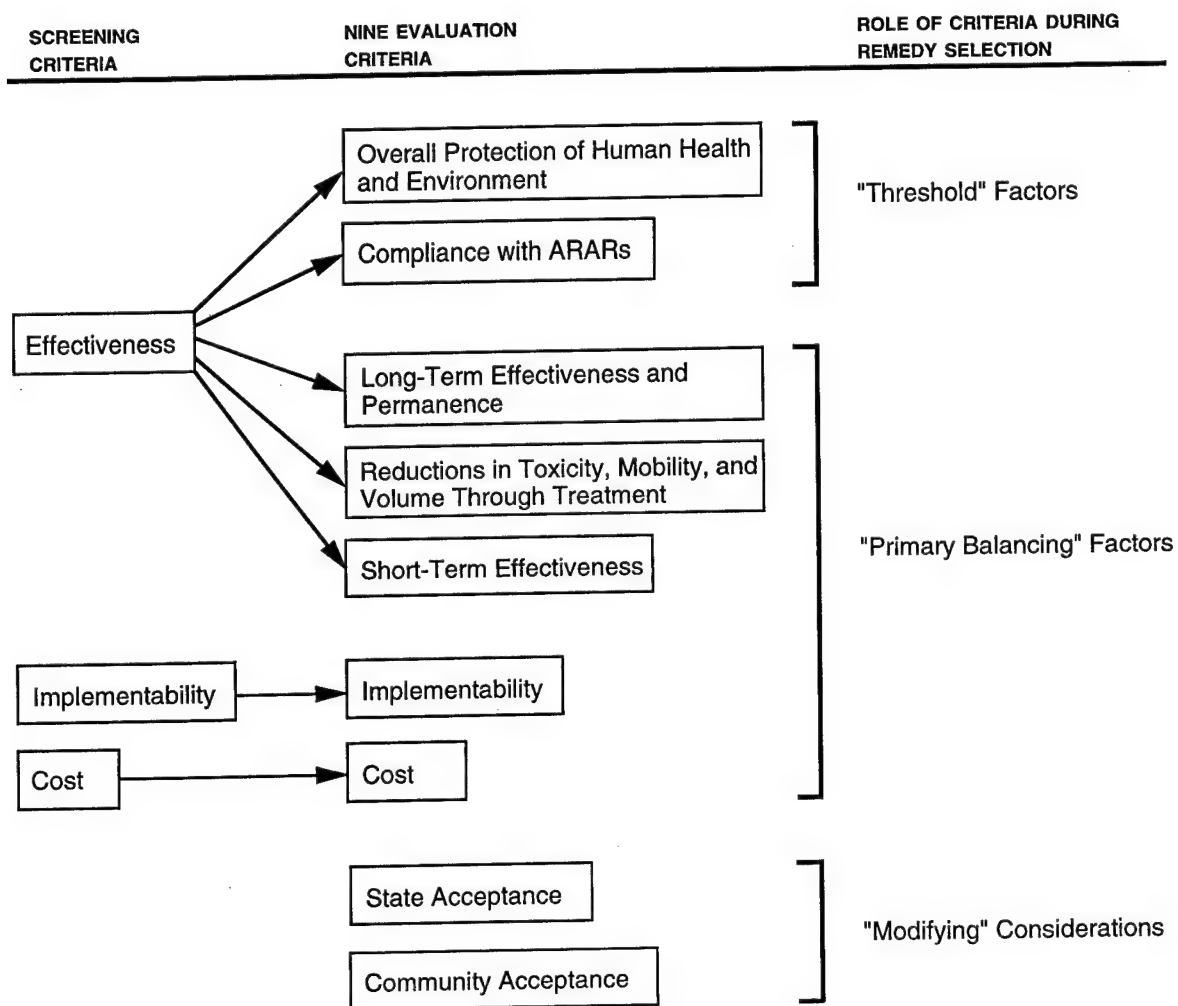 SCREENING
CRITERIA
NINE EVALUATION
CRITERIA
ROLE OF CRITERIA DURING
REMEDY SELECTION
Overall Protection of Human Health
and Environment
Compliance with ARARs
"Threshold" Factors
Effectiveness
Long-Term Effectiveness and
Permanence
Reductions in Toxicity, Mobility, and
Volume Through Treatment
Short-Term Effectiveness
"Primary Balancing" Factors
Implementability
Implementability
Cost
Cost
State Acceptance
Community Acceptance
"Modifying" Considerations